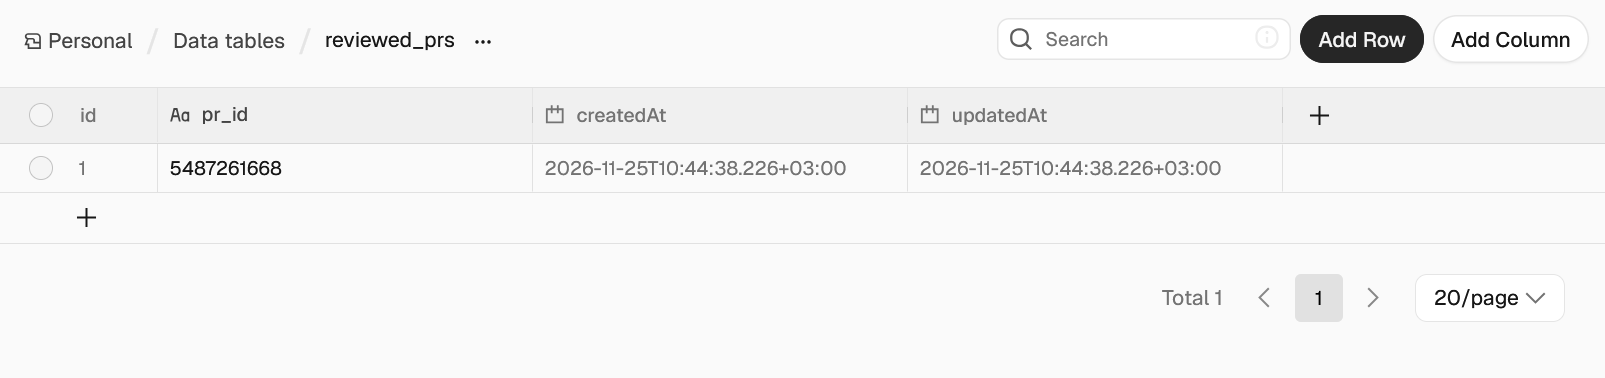 Personal / Data tables / reviewed_prs ... Search Add Row Add Column
id Aa pr_id createdAt updatedAt +
1 5487261668 2026-11-25T10:44:38.226+03:00 2026-11-25T10:44:38.226+03:00
+
Total 1 < 1 > 20/page